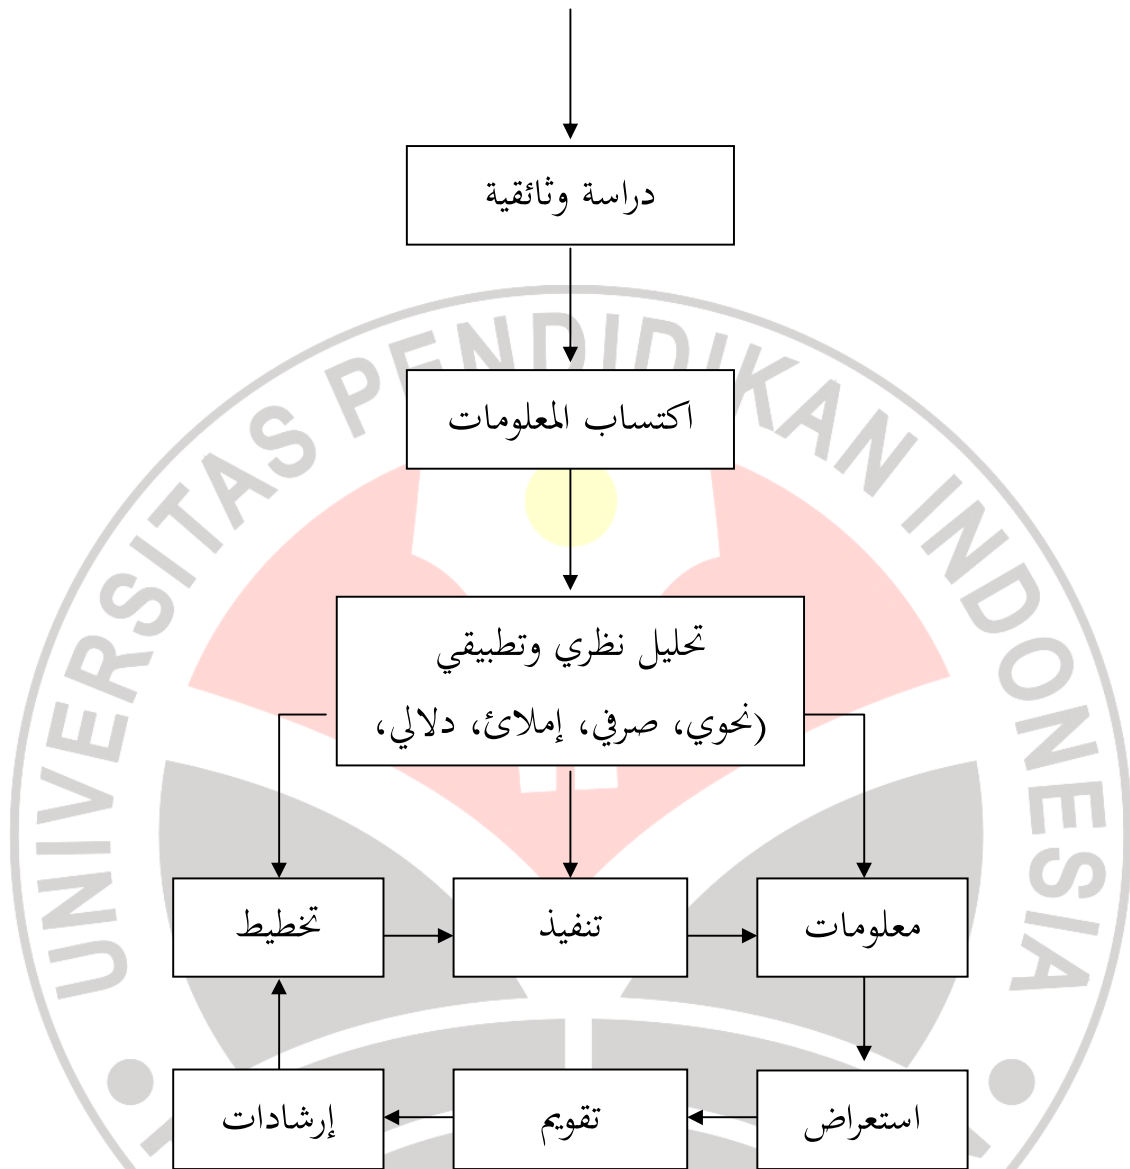 دراسة وثائقية
اكتساب المعلومات
تحليل نظري وتطبيقي
(نحوي، صرفي، إملائ، دلالي،
تخطيط
تنفيذ
معلومات
إرشادات
تقويم
استعراض
UNIVERSITAS PENDIDIKAN INDONESIA